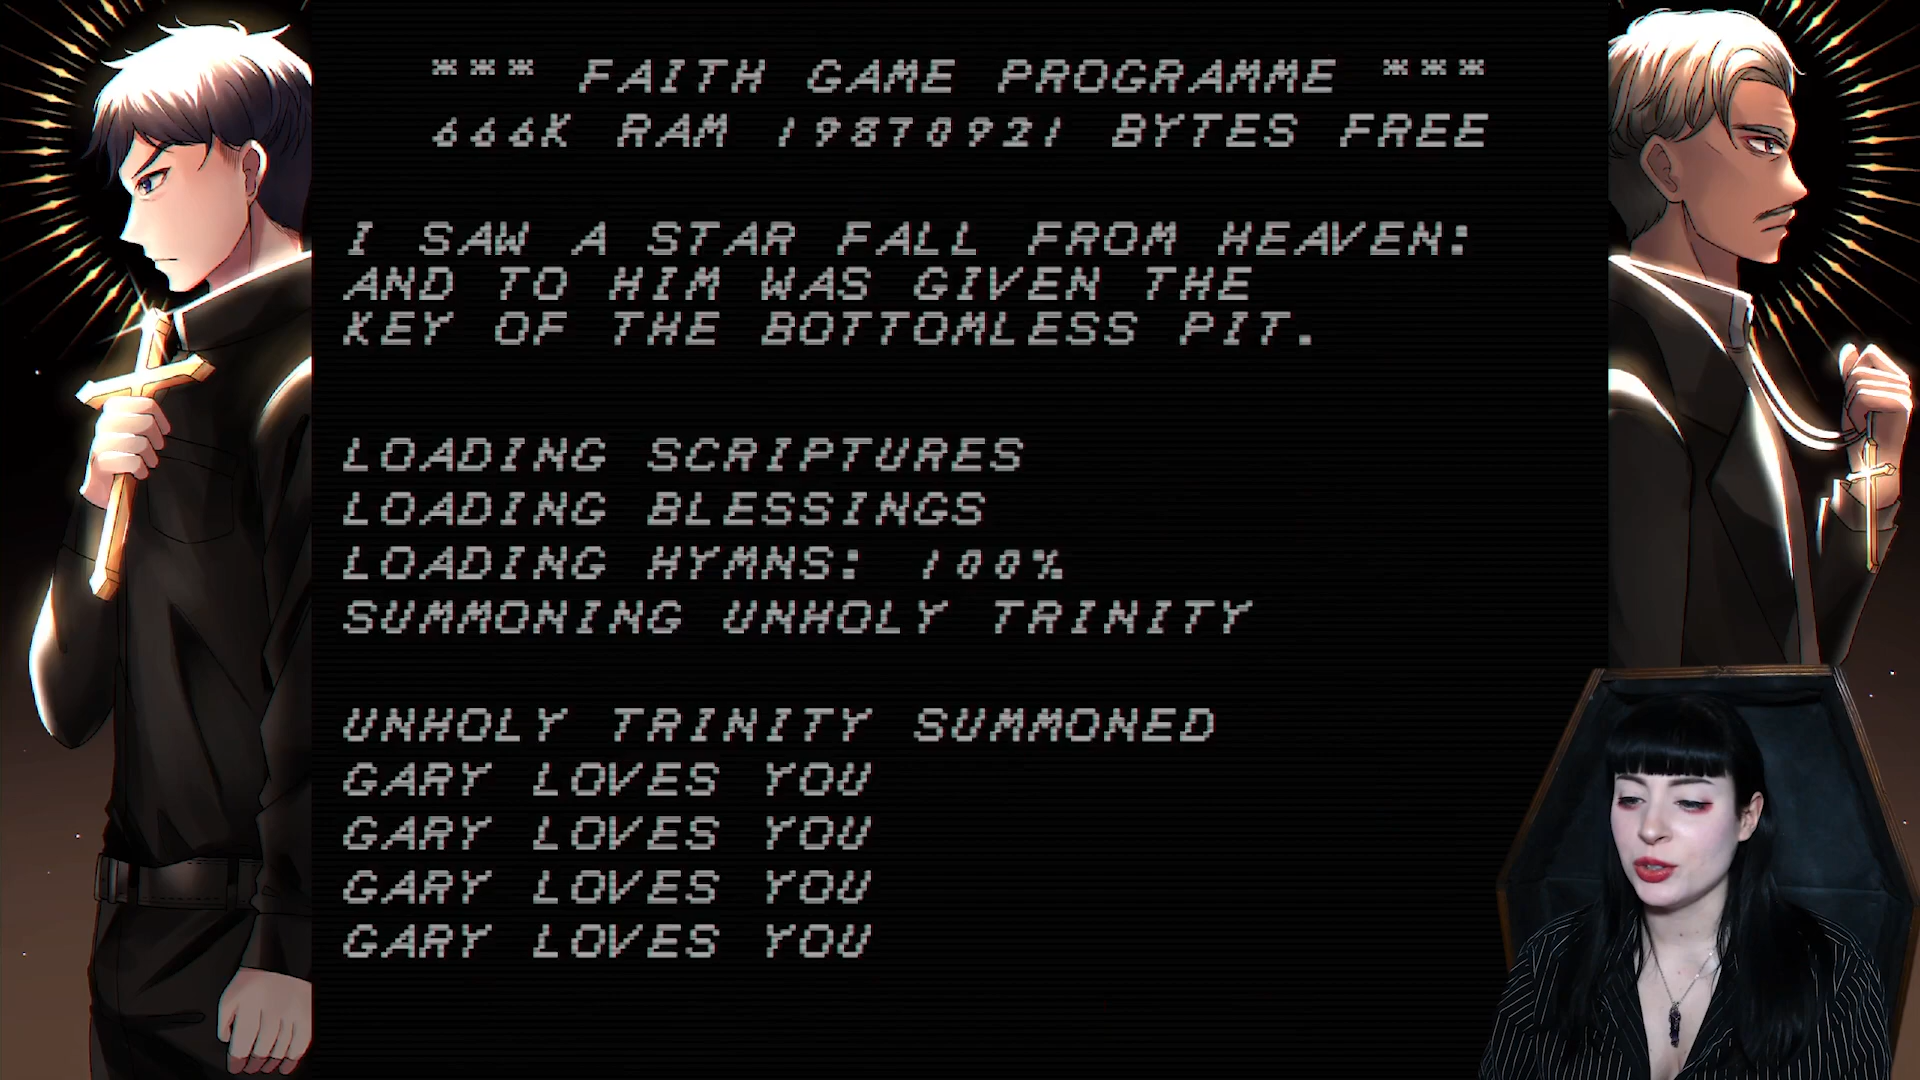 *** FAITH GAME PROGRAMME ***
666K RAM 19870921 BYTES FREE
I SAW A STAR FALL FROM HEAVEN:
AND TO HIM WAS GIVEN THE
KEY OF THE BOTTOMLESS PIT.
LOADING SCRIPTURES
LOADING BLESSINGS
LOADING HYMNS: 100%
SUMMONING UNHOLY TRINITY
UNHOLY TRINITY SUMMONED
GARY LOVES YOU
GARY LOVES YOU
GARY LOVES YOU
GARY LOVES YOU